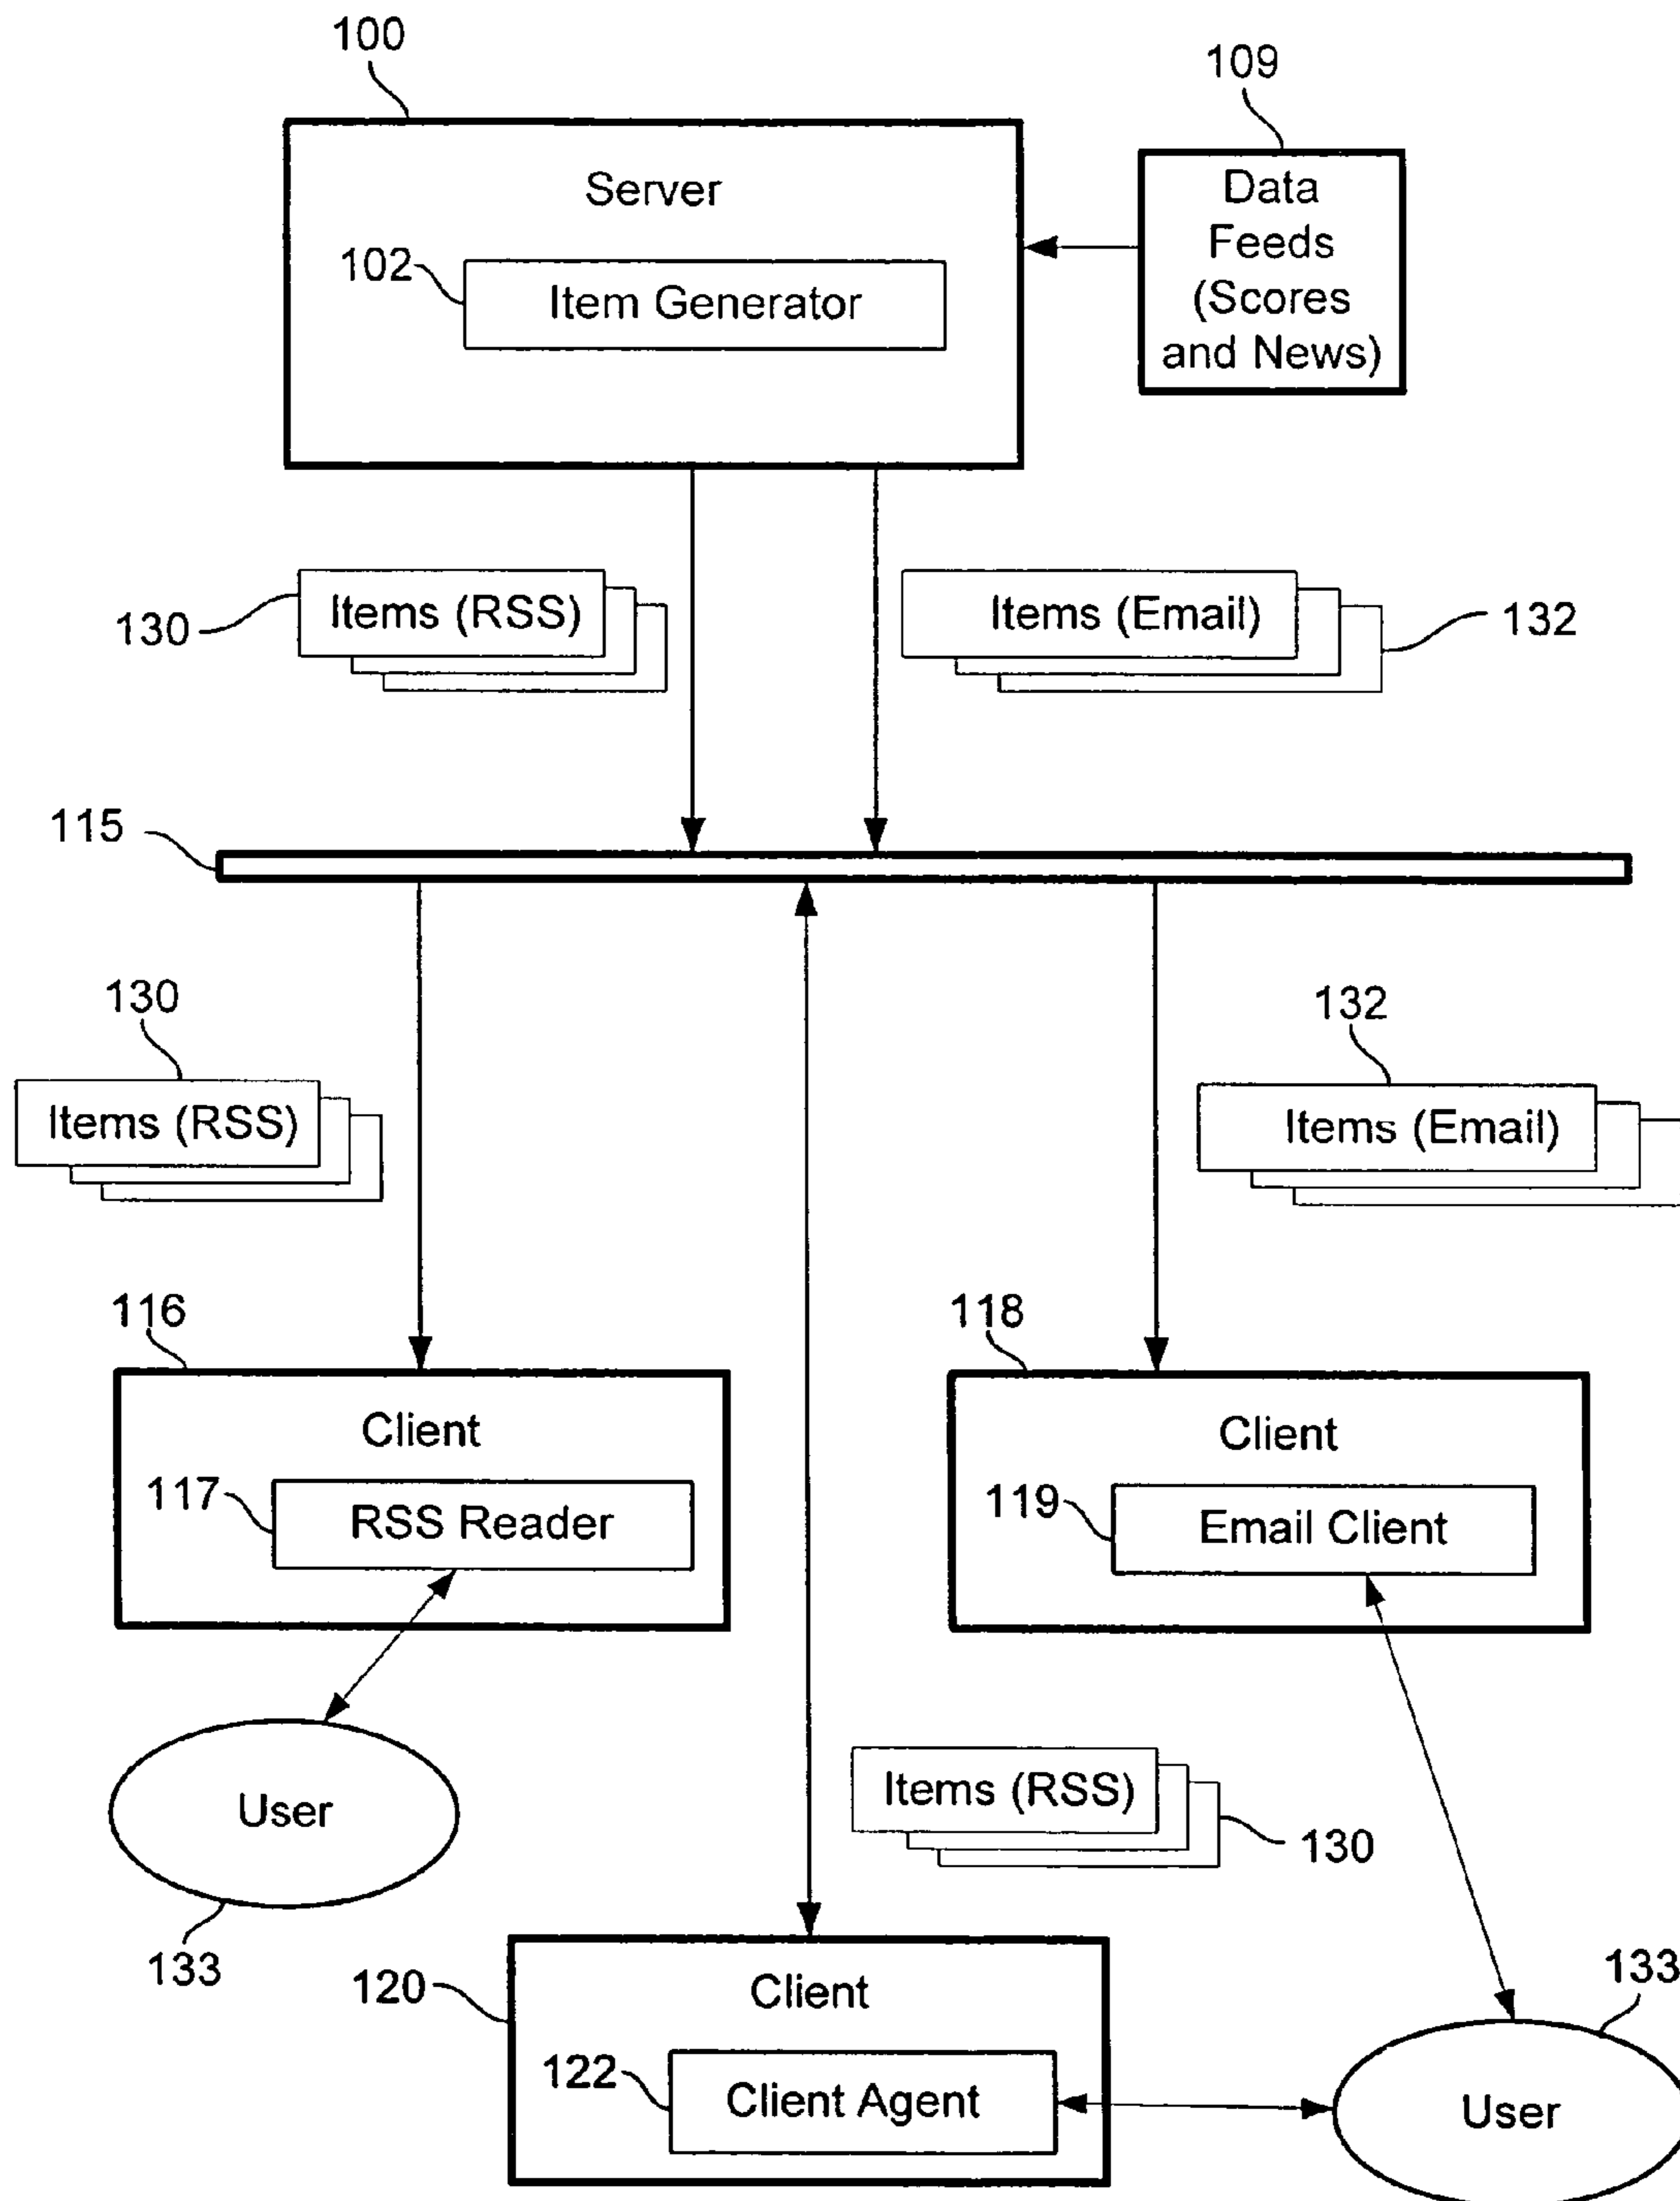 100
109
Server
Data
Feeds
(Scores
and News)
102
Item Generator
130
Items (RSS)
Items (Email)
132
115
130
Items (RSS)
132
Items (Email)
116
118
Client
117
RSS Reader
Client
119
Email Client
User
133
Items (RSS)
130
120
Client
122
Client Agent
133
User